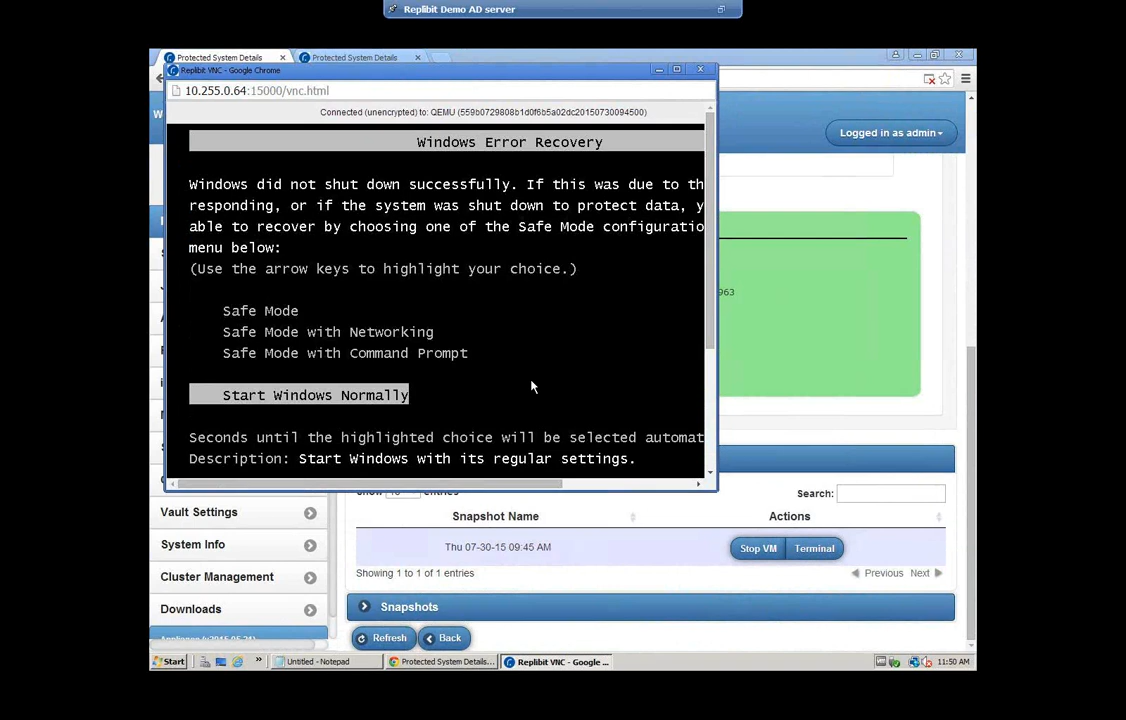 Replibit Demo AD server
Protected System Details
Protected System Details
Replibit VNC - Google Chrome
10.255.0.64:15000/vnc.html
Connected (unencrypted) to: QEMU (559b0729808b1d0f6b5a02dc20150730094500)
Logged in as admin
Windows Error Recovery
Windows did not shut down successfully. If this was due to th
responding, or if the system was shut down to protect data, y
able to recover by choosing one of the Safe Mode configuratio
menu below:
(Use the arrow keys to highlight your choice.)
963
Safe Mode
Safe Mode with Networking
Safe Mode with Command Prompt
Start Windows Normally
Seconds until the highlighted choice will be selected automat
Description: Start Windows with its regular settings.
entries
Search:
Snapshot Name
Actions
Thu 07-30-15 09:45 AM
Stop VM
Terminal
Showing 1 to 1 of 1 entries
Previous
Next
Vault Settings
System Info
Cluster Management
Downloads
Snapshots
Refresh
Back
Start
Untitled - Notepad
Protected System Details...
Replibit VNC - Google ...
11:50 AM